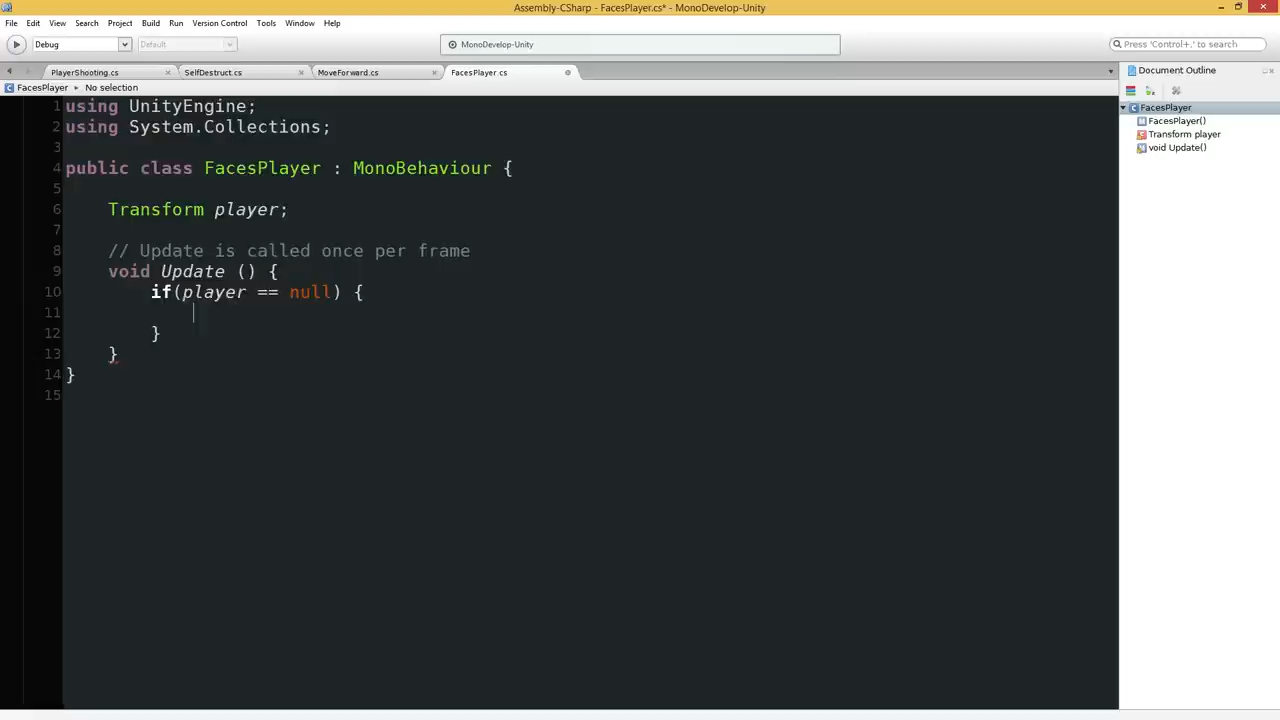 Assembly-CSharp - FacesPlayer.cs* - MonoDevelop-Unity
File Edit View Search Project Build Run Version Control Tools Window Help
Debug Default MonoDevelop-Unity Press 'Control+,' to search
PlayerShooting.cs SelfDestruct.cs MoveForward.cs FacesPlayer.cs
FacesPlayer No selection
1 using UnityEngine;
2 using System.Collections;
3
4 public class FacesPlayer : MonoBehaviour {
5
6 Transform player;
7
8 // Update is called once per frame
9 void Update () {
10 if(player == null) {
11
12 }
13 }
14 }
15
Document Outline
FacesPlayer
FacesPlayer()
Transform player
void Update()